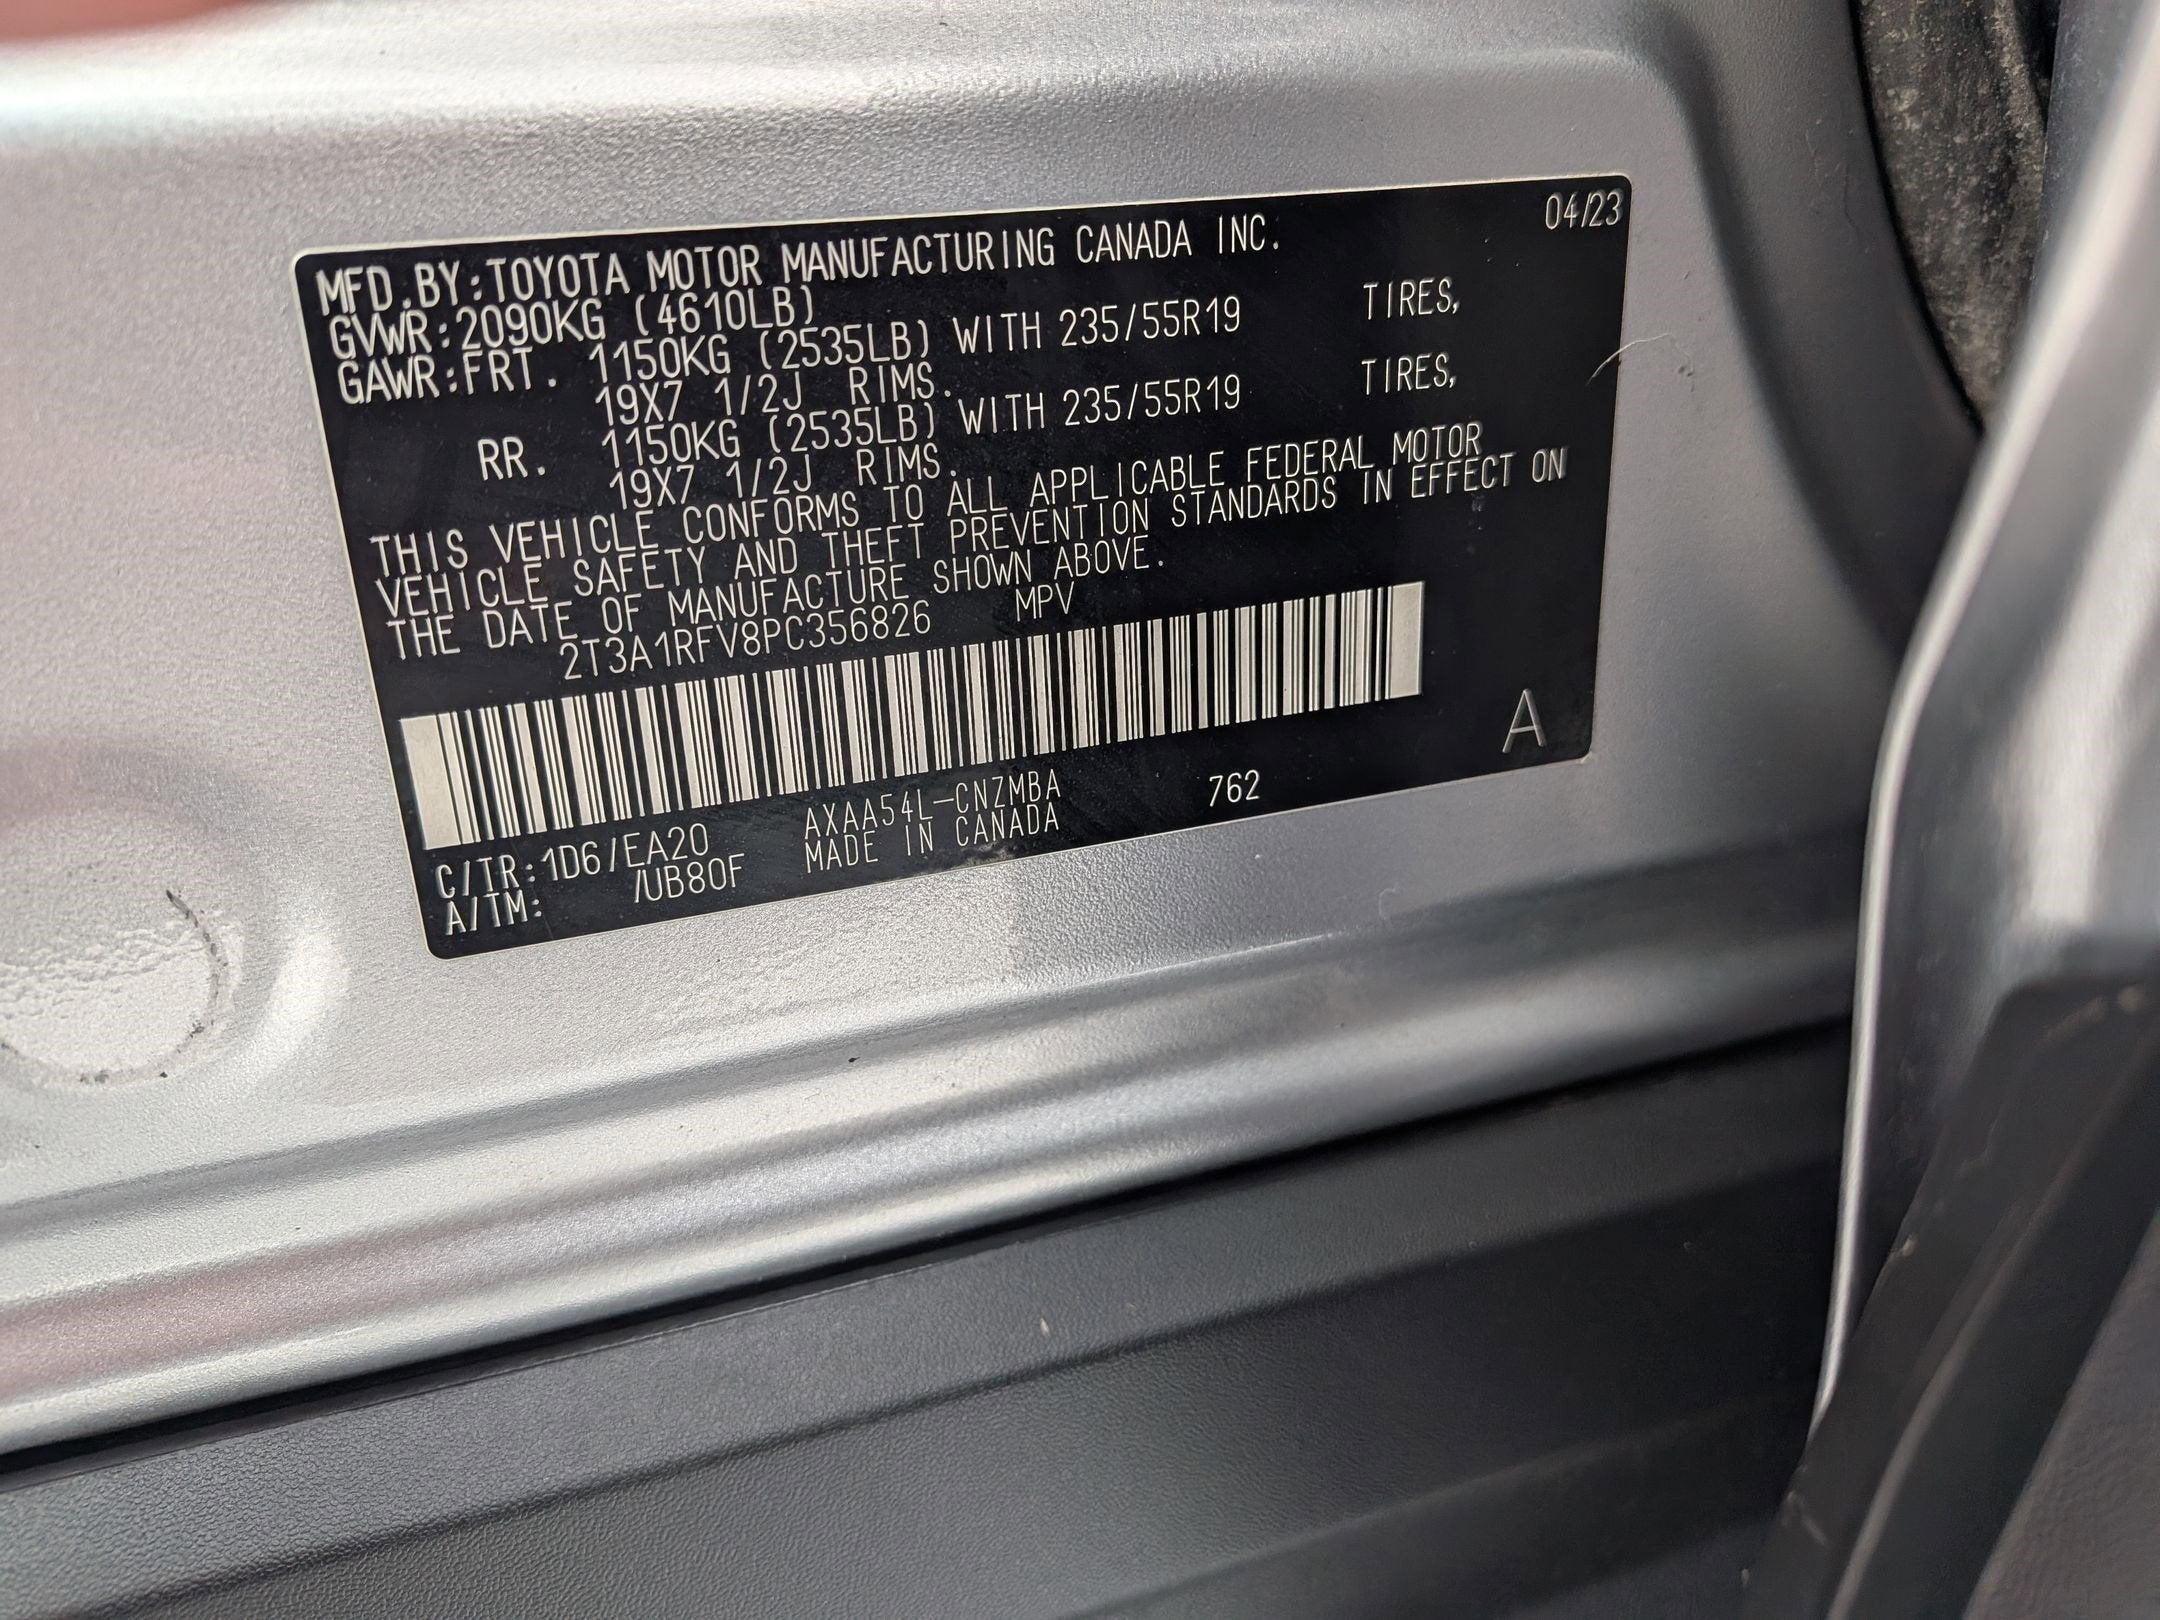 04/23
MFD.BY:TOYOTA MOTOR MANUFACTURING CANADA INC.
GVWR:2090KG (4610LB)
GAWR:FRT. 1150KG (2535LB) WITH 235/55R19 TIRES,
19X7 1/2J RIMS.
RR. 1150KG (2535LB) WITH 235/55R19 TIRES,
19X7 1/2J RIMS.
THIS VEHICLE CONFORMS TO ALL APPLICABLE FEDERAL MOTOR
VEHICLE SAFETY AND THEFT PREVENTION STANDARDS IN EFFECT ON
THE DATE OF MANUFACTURE SHOWN ABOVE.
2T3A1RFV8PC356826 MPV
A
C/TR:1D6/EA20 AXAA54L-CNZMBA 762
A/TM: /UB80F MADE IN CANADA